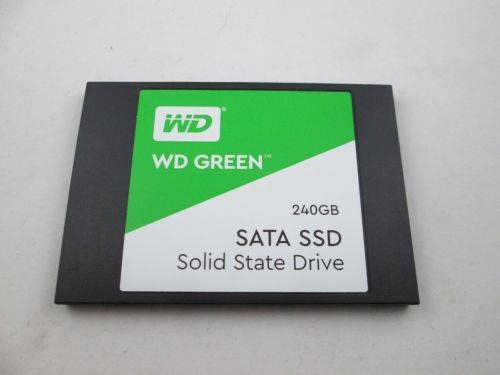 WD®
WD GREEN™
240GB
SATA SSD
Solid State Drive